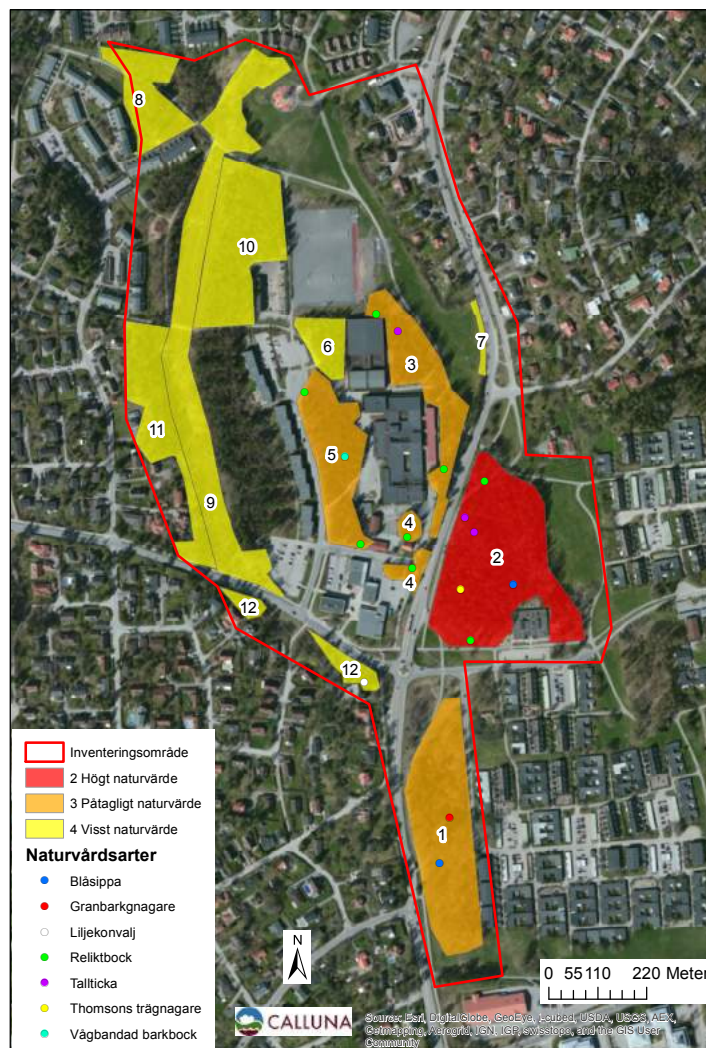 8
10
6
3
7
11
5
9
4
2
4
12
12
1
Inventeringsområde
2 Högt naturvärde
3 Påtagligt naturvärde
4 Visst naturvärde
Naturvårdsarter
Blåsippa
Granbarkgnagare
Liljekonvalj
Reliktbock
Tallticka
Thomsons trägnagare
Vågbandad barkbock
N
0 55 110 220 Meter
CALLUNA
Source: Esri, DigitalGlobe, GeoEye, i-cubed, USDA, USGS, AEX,
Getmapping, Aerogrid, IGN, IGP, swisstopo, and the GIS User
Community